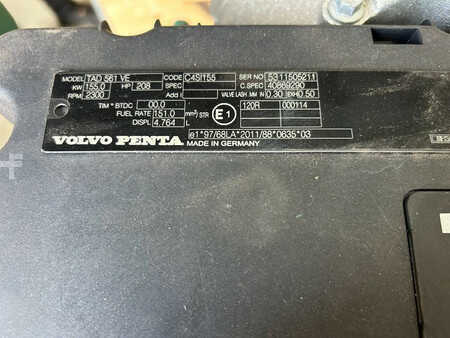 MODEL TAD 561 VE CODE C4SI155 SER NO 5311505211
KW 155.0 HP 208 SPEC C.SPEC 40869290
RPM 2300 Add I VALVE LASH MM IN 0.30 EXH 0.50
TIM ° BTDC 00.0 E1 120R 000114
FUEL RATE 151.0 mm³/STR
DISPL 4.764 L e1*97/68LA*2011/88*0635*03
VOLVO PENTA MADE IN GERMANY